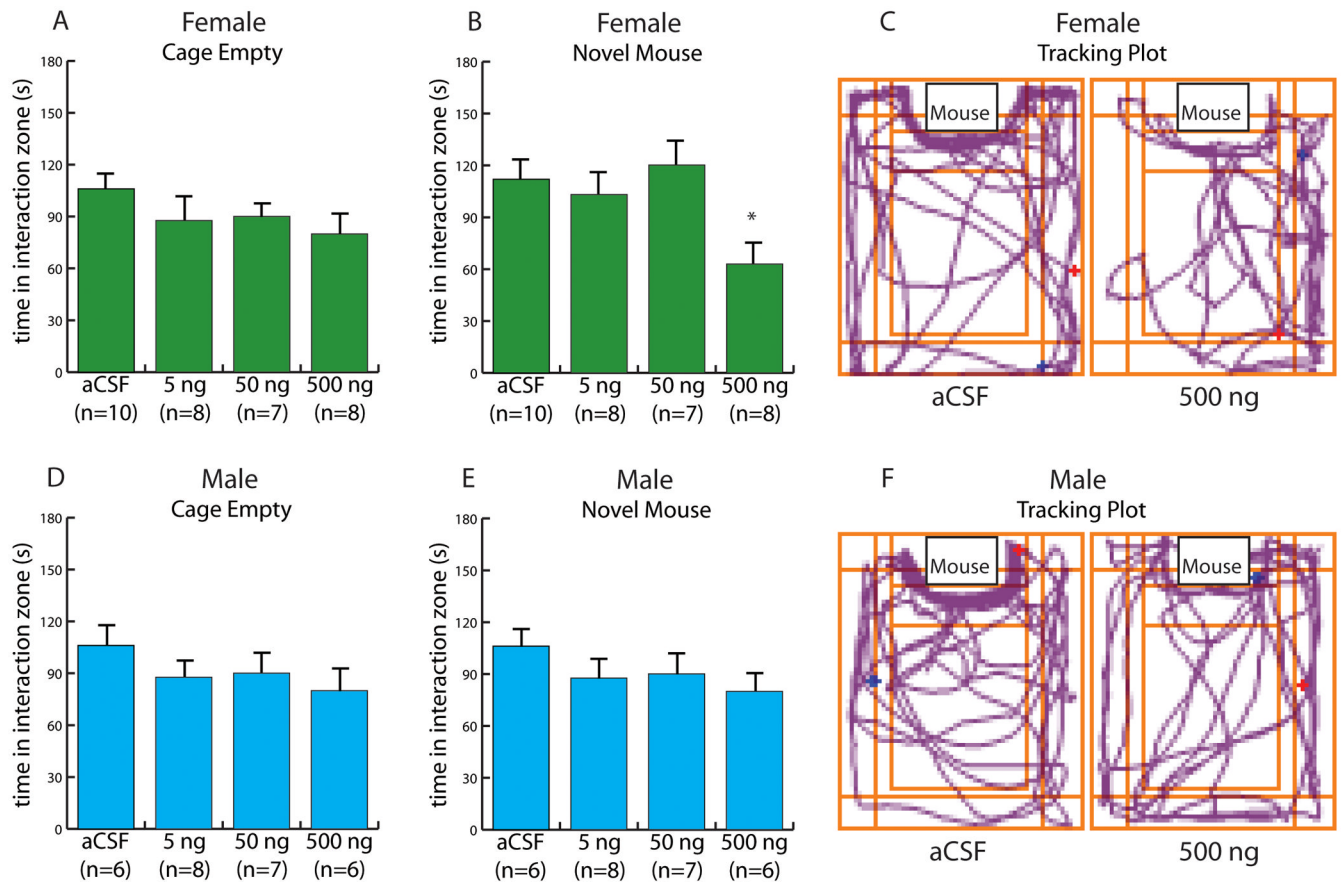 A
Female
Cage Empty
time in interaction zone (s)
180
150
120
90
60
30
0
aCSF 5 ng 50 ng 500 ng
(n=10) (n=8) (n=7) (n=8)
B
Female
Novel Mouse
time in interaction zone (s)
180
150
120
90
60
30
0
*
aCSF 5 ng 50 ng 500 ng
(n=10) (n=8) (n=7) (n=8)
C
Female
Tracking Plot
Mouse Mouse
aCSF 500 ng
D
Male
Cage Empty
time in interaction zone (s)
180
150
120
90
60
30
0
aCSF 5 ng 50 ng 500 ng
(n=6) (n=8) (n=7) (n=6)
E
Male
Novel Mouse
time in interaction zone (s)
180
150
120
90
60
30
0
aCSF 5 ng 50 ng 500 ng
(n=6) (n=8) (n=7) (n=6)
F
Male
Tracking Plot
Mouse Mouse
aCSF 500 ng